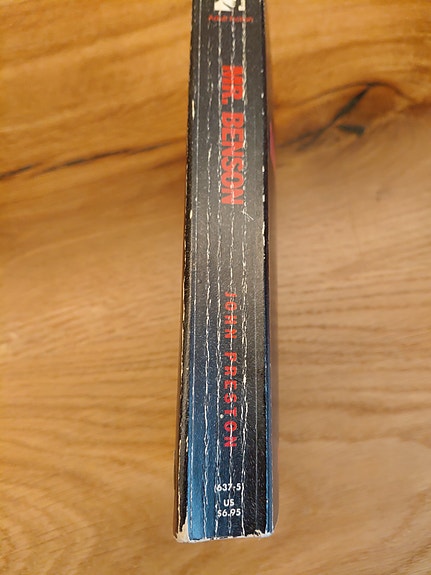 MR. BENSON
JOHN PRESTON
(637-5)
US
$6.95